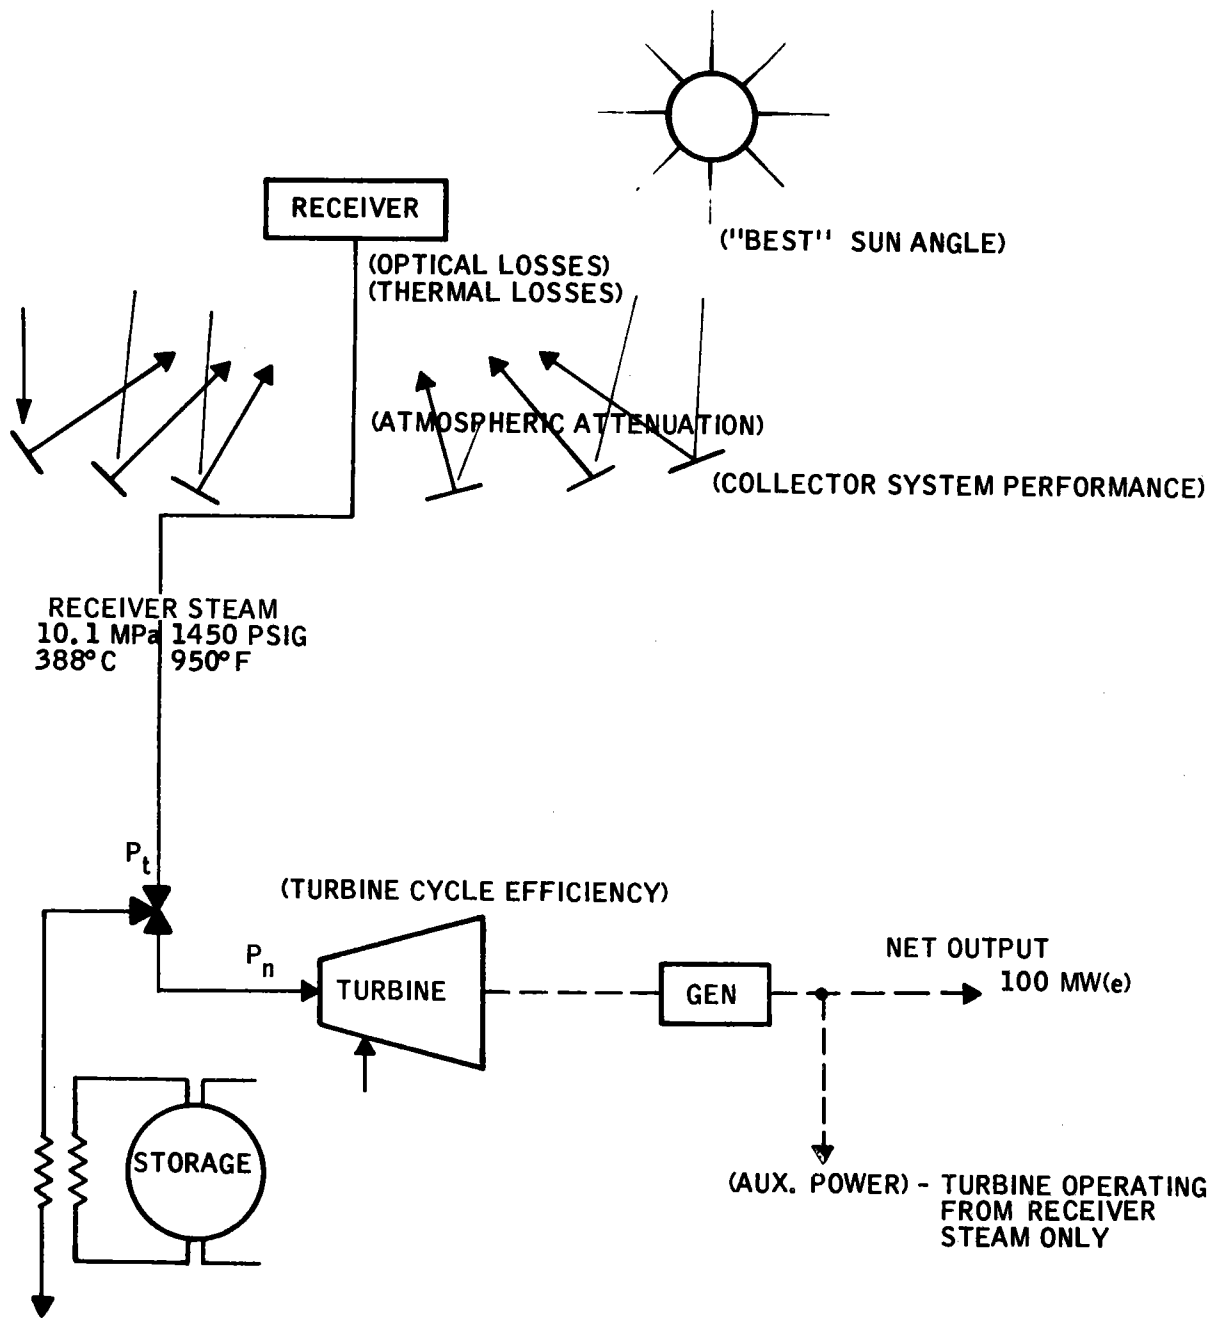 RECEIVER
("BEST" SUN ANGLE)
(OPTICAL LOSSES)
(THERMAL LOSSES)
(ATMOSPHERIC ATTENUATION)
(COLLECTOR SYSTEM PERFORMANCE)
RECEIVER STEAM
10.1 MPa 1450 PSIG
388°C 950°F
Pt
(TURBINE CYCLE EFFICIENCY)
Pn
TURBINE
GEN
NET OUTPUT
100 MW(e)
STORAGE
(AUX. POWER) - TURBINE OPERATING
FROM RECEIVER
STEAM ONLY